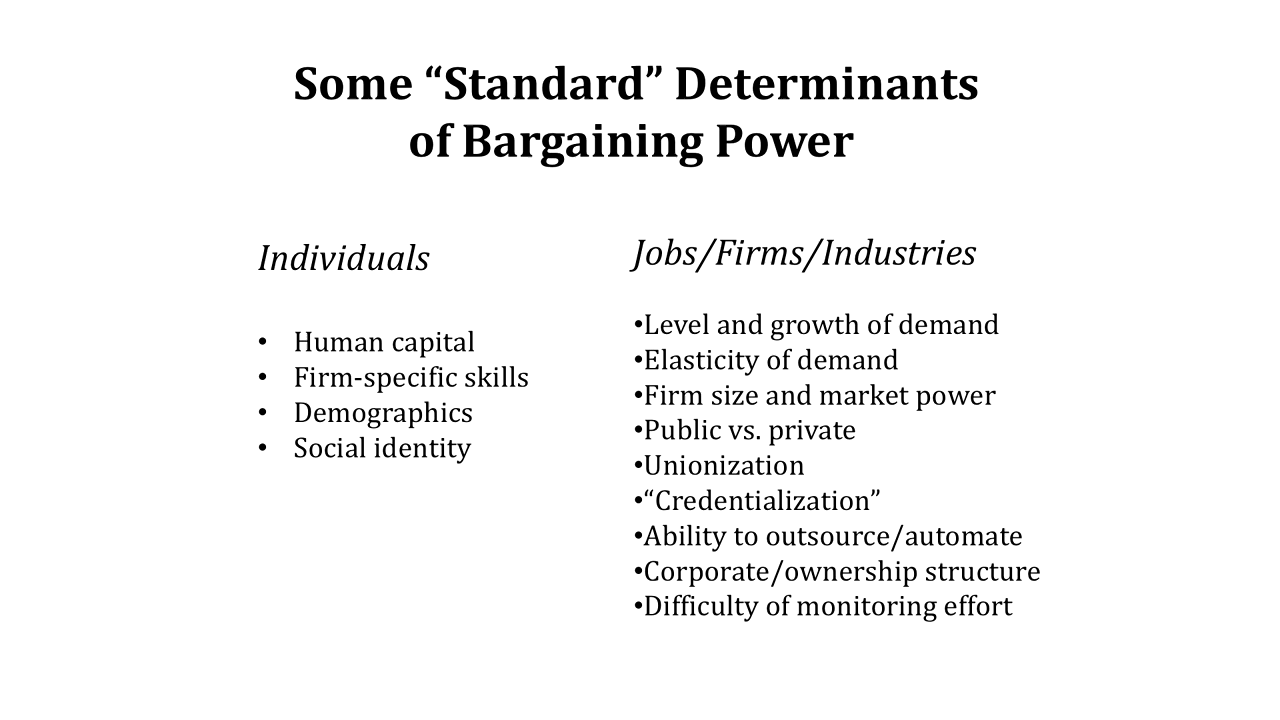 Some “Standard” Determinants
of Bargaining Power
Individuals
• Human capital
• Firm-specific skills
• Demographics
• Social identity
Jobs/Firms/Industries
•Level and growth of demand
•Elasticity of demand
•Firm size and market power
•Public vs. private
•Unionization
•“Credentialization”
•Ability to outsource/automate
•Corporate/ownership structure
•Difficulty of monitoring effort